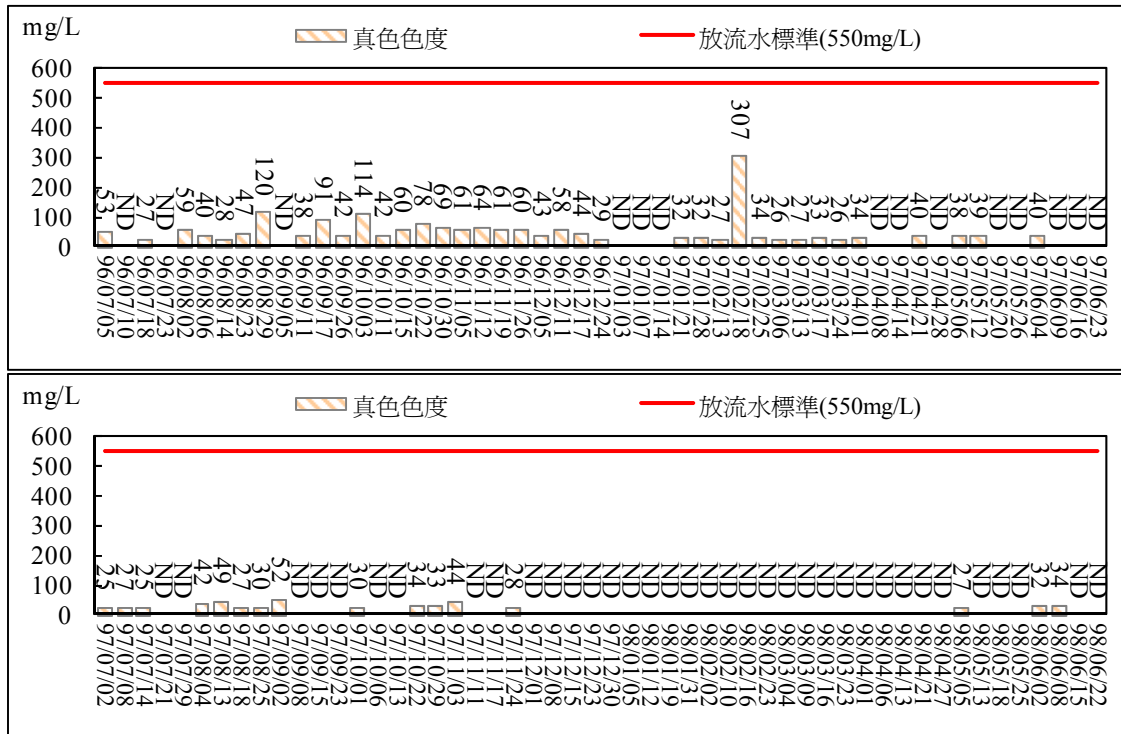 mg/L
真色色度
放流水標準(550mg/L)
600
500
400
300
200
100
0
53 ND 27 ND 59 40 28 47 120 ND 38 91 42 114 42 60 78 69 61 64 61 60 43 58 44 29 ND ND ND 32 32 27 307 34 26 27 33 26 34 ND ND 40 ND 38 39 ND ND 40 ND ND ND
96/07/05 96/07/10 96/07/18 96/07/23 96/08/02 96/08/06 96/08/14 96/08/23 96/08/29 96/09/05 96/09/11 96/09/17 96/09/26 96/10/03 96/10/11 96/10/15 96/10/22 96/10/30 96/11/05 96/11/12 96/11/19 96/11/26 96/12/05 96/12/11 96/12/17 96/12/24 97/01/03 97/01/07 97/01/14 97/01/21 97/01/28 97/02/13 97/02/18 97/02/25 97/03/06 97/03/13 97/03/17 97/03/24 97/04/01 97/04/08 97/04/14 97/04/21 97/04/28 97/05/06 97/05/12 97/05/20 97/05/26 97/06/04 97/06/09 97/06/16 97/06/23
mg/L
真色色度
放流水標準(550mg/L)
600
500
400
300
200
100
0
25 27 25 ND ND 42 49 27 30 52 ND ND ND 30 ND ND 34 33 44 ND ND 28 ND ND ND ND ND ND ND ND ND ND ND ND ND ND ND ND ND ND ND ND ND ND 27 ND ND ND 32 34 ND ND
97/07/02 97/07/08 97/07/14 97/07/21 97/07/29 97/08/04 97/08/13 97/08/18 97/08/25 97/09/02 97/09/08 97/09/15 97/09/23 97/10/01 97/10/06 97/10/13 97/10/22 97/10/29 97/11/03 97/11/11 97/11/17 97/11/24 97/12/01 97/12/08 97/12/15 97/12/23 97/12/30 98/01/05 98/01/12 98/01/19 98/01/31 98/02/02 98/02/10 98/02/16 98/02/23 98/03/04 98/03/09 98/03/16 98/03/23 98/04/01 98/04/06 98/04/13 98/04/21 98/04/27 98/05/05 98/05/13 98/05/18 98/05/25 98/06/02 98/06/08 98/06/15 98/06/22